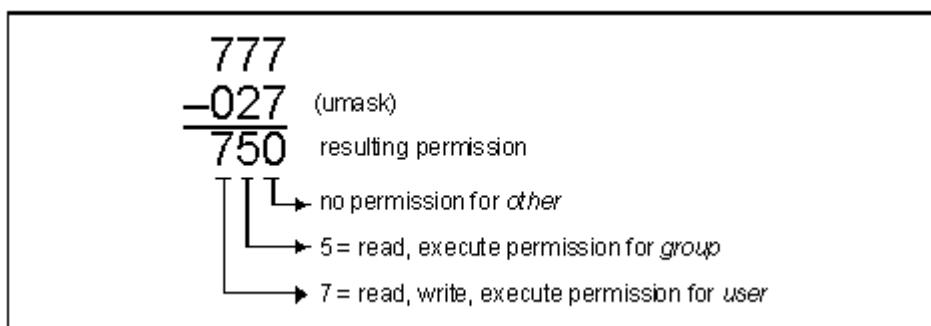 777
–027 (umask)
750 resulting permission
no permission for other
5 = read, execute permission for group
7 = read, write, execute permission for user